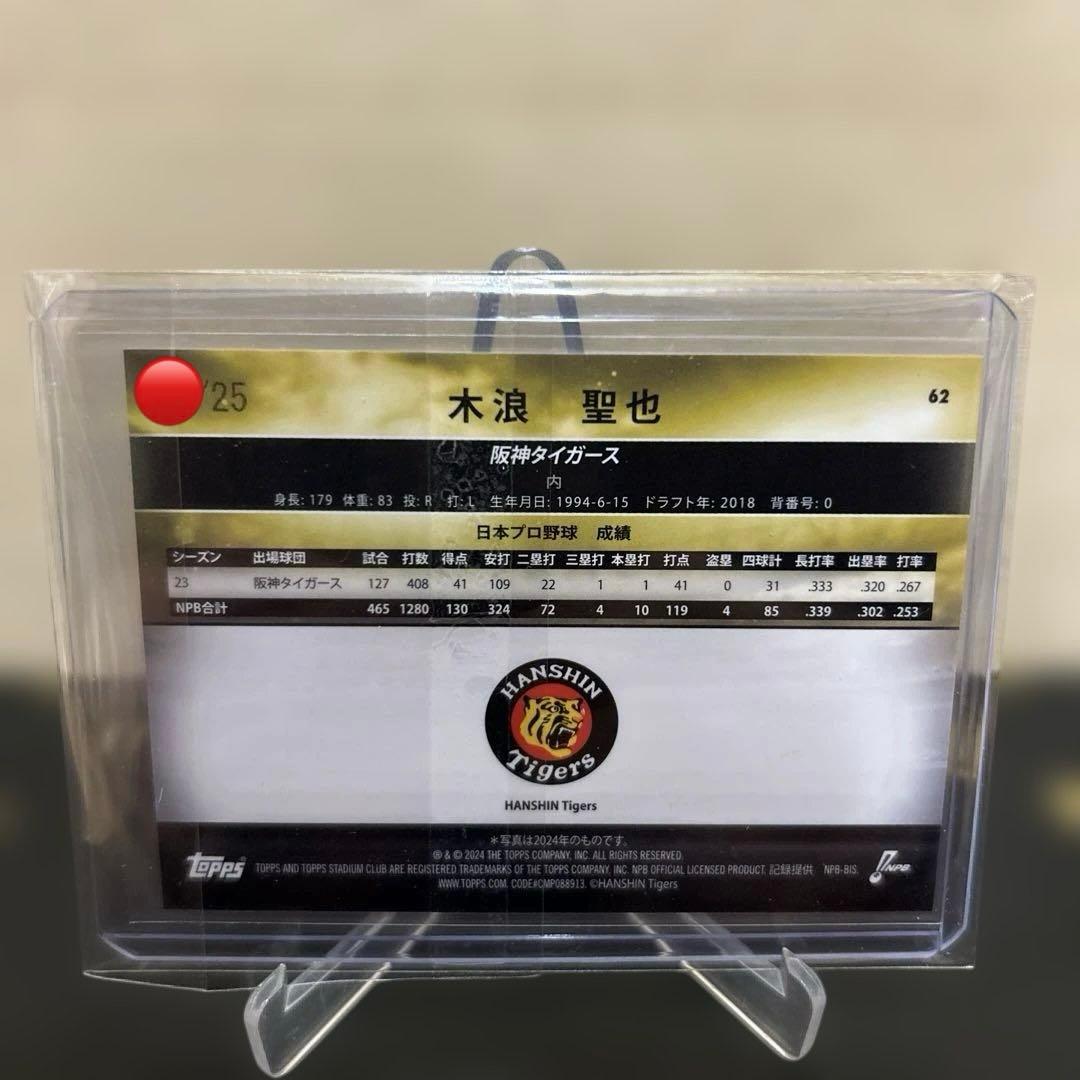 /25
木浪 聖也
62
阪神タイガース
内
身長: 179 体重: 83 投: R 打: L 生年月日: 1994-6-15 ドラフト年: 2018 背番号: 0
日本プロ野球 成績
シーズン 出場球団 試合 打数 得点 安打 二塁打 三塁打 本塁打 打点 盗塁 四球計 長打率 出塁率 打率
23 阪神タイガース 127 408 41 109 22 1 1 41 0 31 .333 .320 .267
NPB合計 465 1280 130 324 72 4 10 119 4 85 .339 .302 .253
HANSHIN
Tigers
HANSHIN Tigers
＊写真は2024年のものです。
® & © 2024 THE TOPPS COMPANY, INC. ALL RIGHTS RESERVED.
topps TOPPS AND TOPPS STADIUM CLUB ARE REGISTERED TRADEMARKS OF THE TOPPS COMPANY, INC. NPB OFFICIAL LICENSED PRODUCT. 記録提供 NPB-BIS. NPB
WWW.TOPPS.COM. CODE#CMP088913. ©HANSHIN Tigers